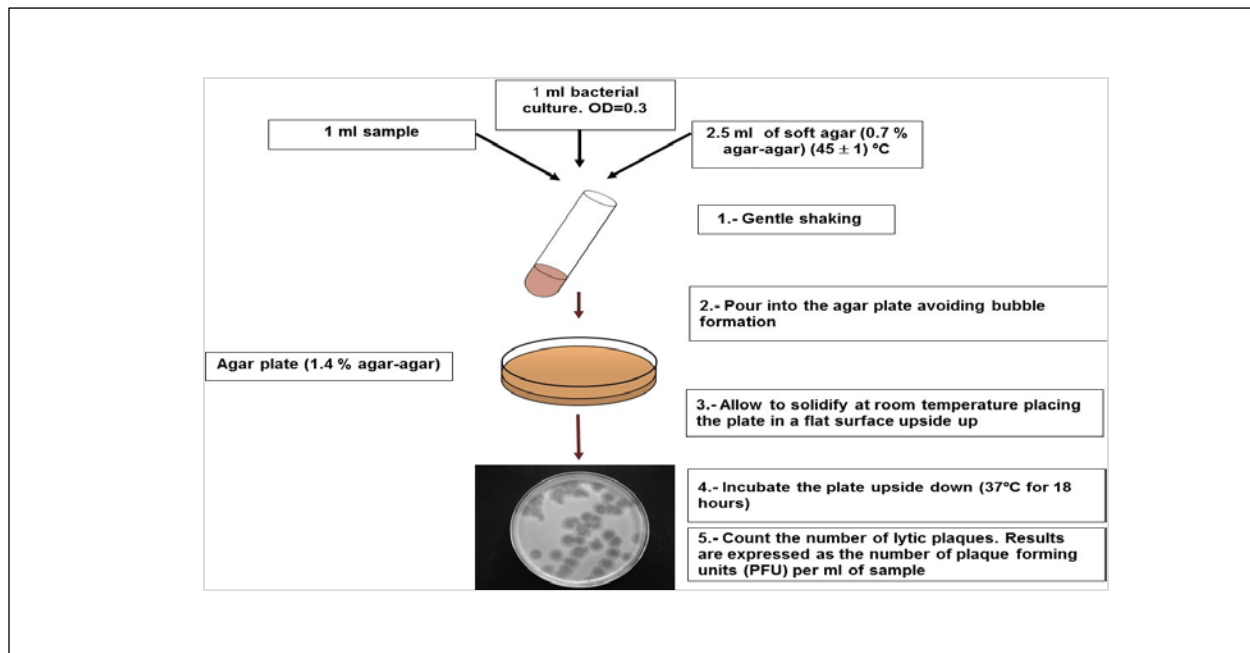 1 ml bacterial
culture. OD=0.3
1 ml sample
2.5 ml of soft agar (0.7 %
agar-agar) (45 ± 1) ºC
1.- Gentle shaking
2.- Pour into the agar plate avoiding bubble
formation
Agar plate (1.4 % agar-agar)
3.- Allow to solidify at room temperature placing
the plate in a flat surface upside up
4.- Incubate the plate upside down (37ºC for 18
hours)
5.- Count the number of lytic plaques. Results
are expressed as the number of plaque forming
units (PFU) per ml of sample